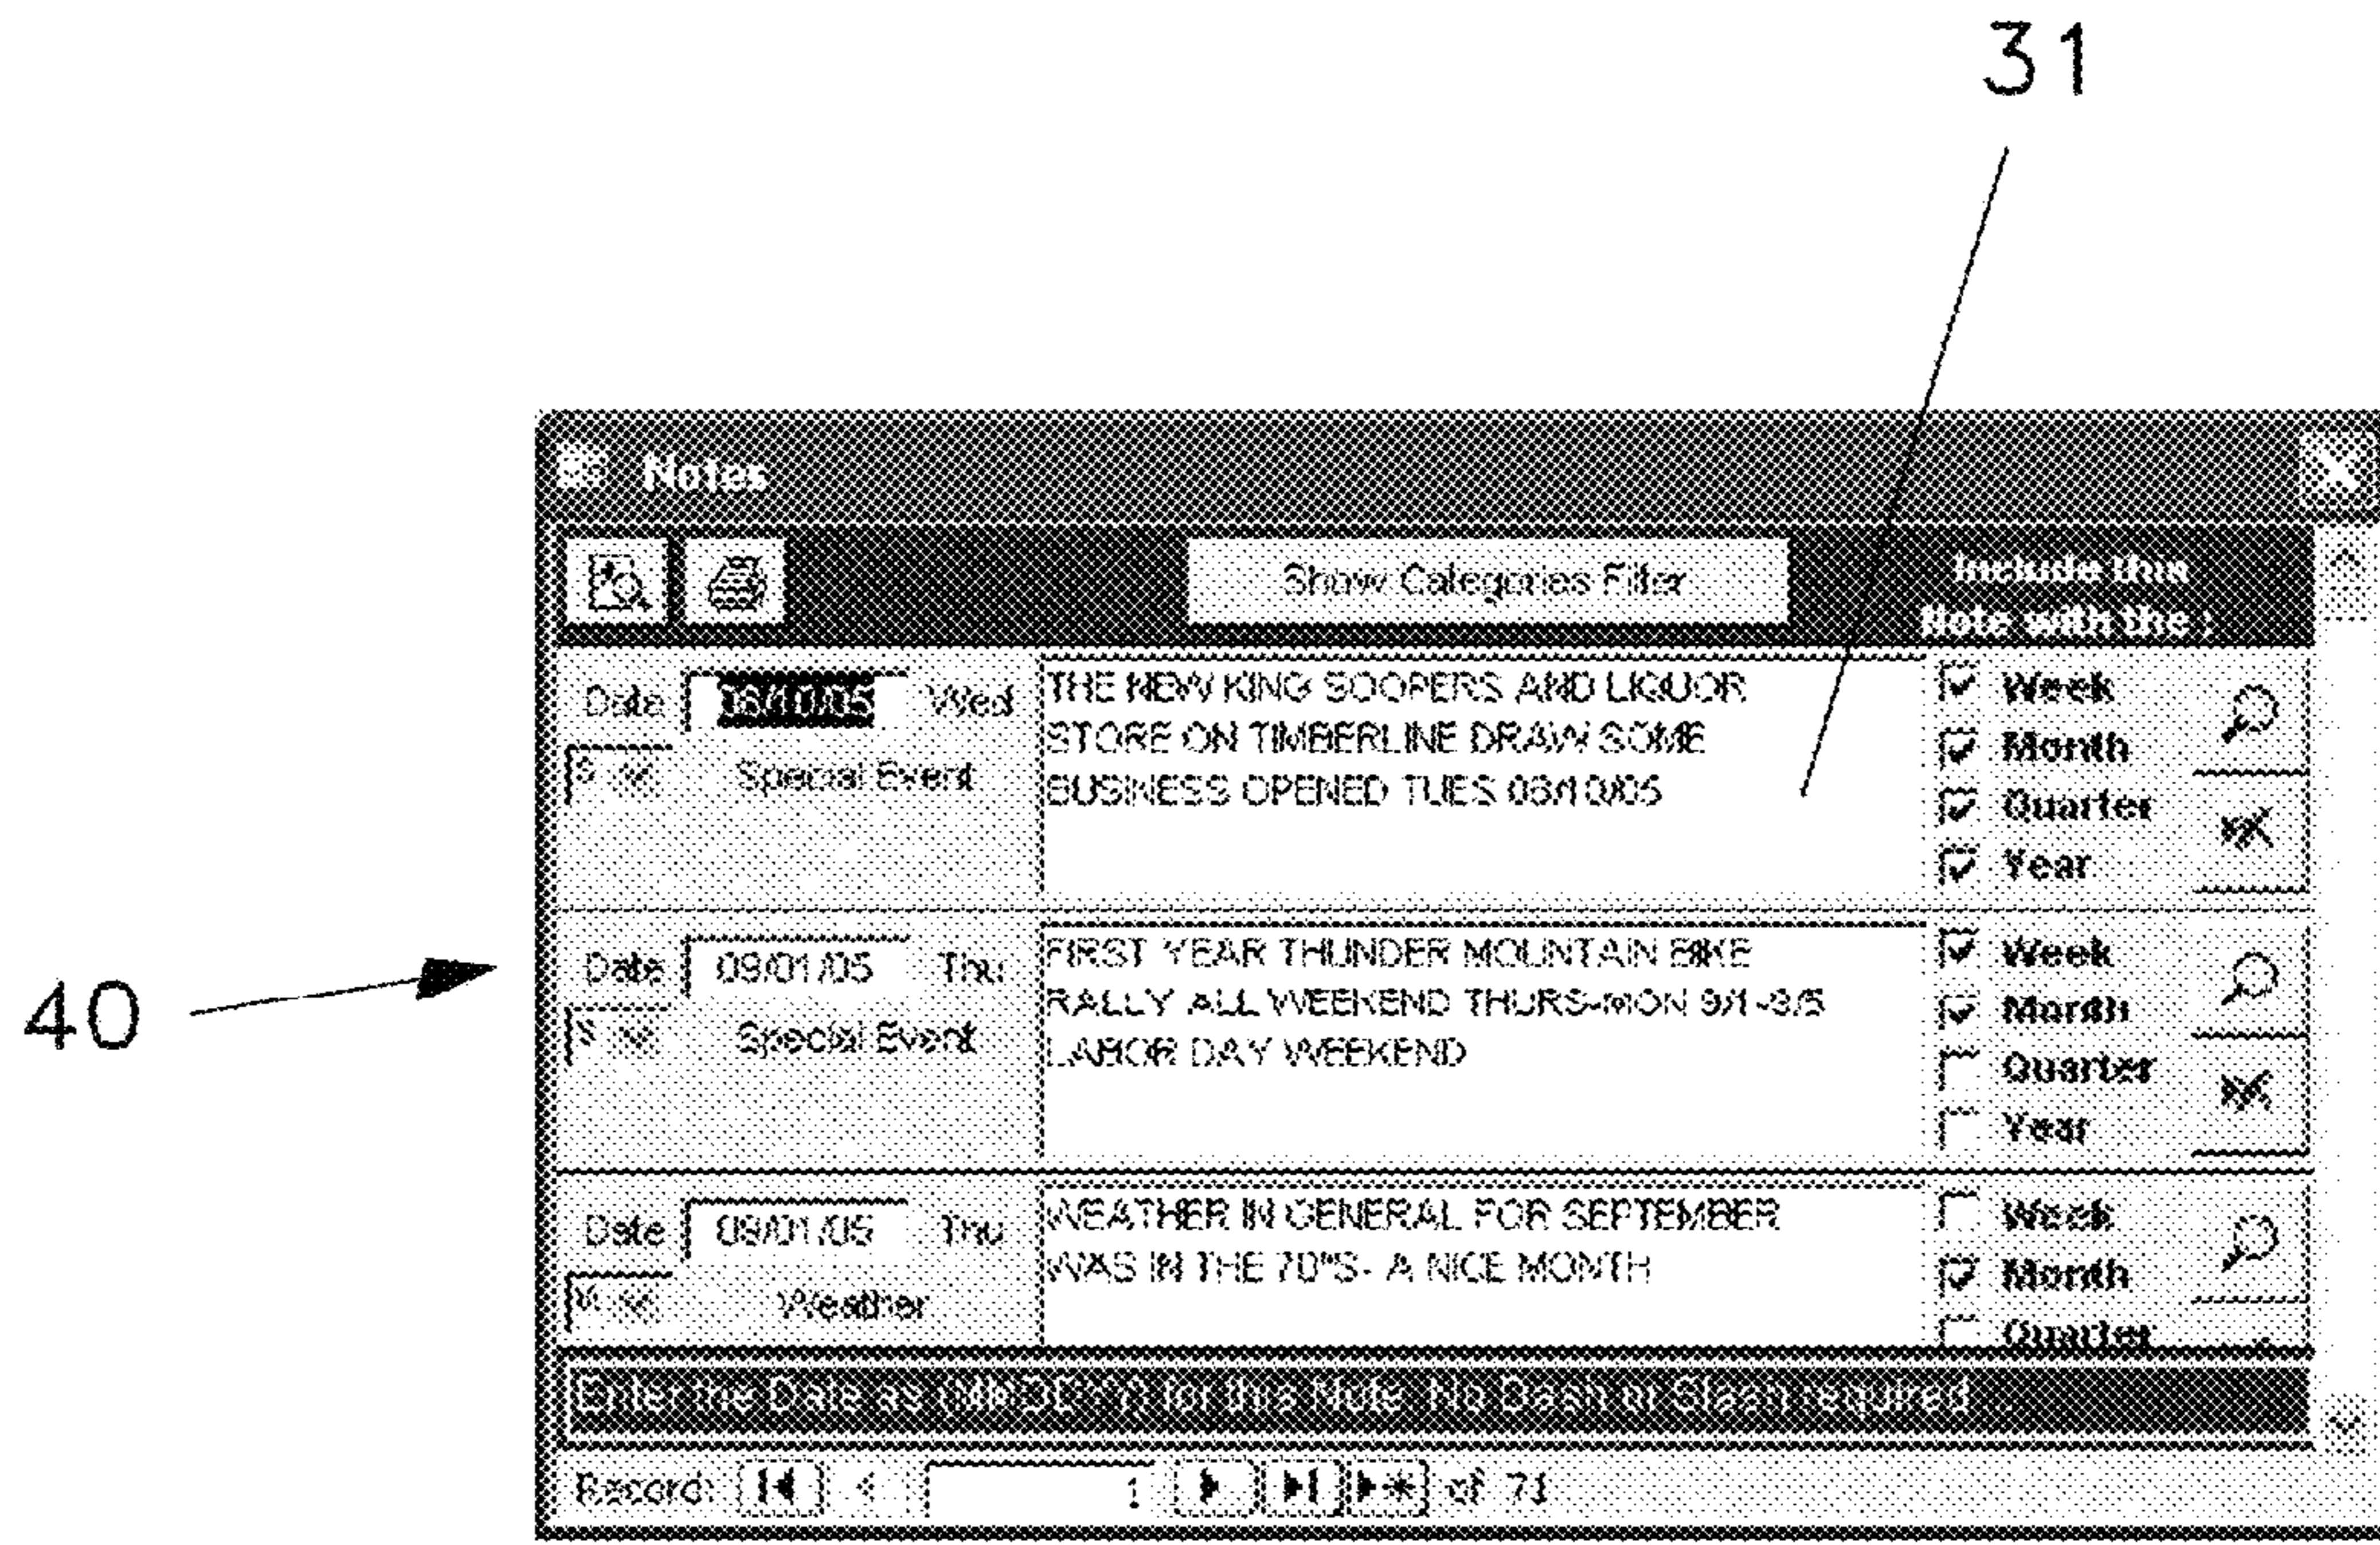 31
Notes
Show Categories Filter
Include this
Note with the :
Date 08/10/05 Wed
Special Event
THE NEW KING SOOPERS AND LIQUOR
STORE ON TIMBERLINE DRAW SOME
BUSINESS OPENED TUES 08/10/05
Week
Month
Quarter
Year
40
Date 09/01/05 Thu
Special Event
FIRST YEAR THUNDER MOUNTAIN BIKE
RALLY ALL WEEKEND THURS-MON 9/1-9/5
LABOR DAY WEEKEND
Week
Month
Quarter
Year
Date 09/01/05 Thu
Weather
WEATHER IN GENERAL FOR SEPTEMBER
WAS IN THE 70"S- A NICE MONTH
Week
Month
Quarter
Enter the Date as (MMDDYY) for this Note No Dash or Slash required
Record: 1 of 71